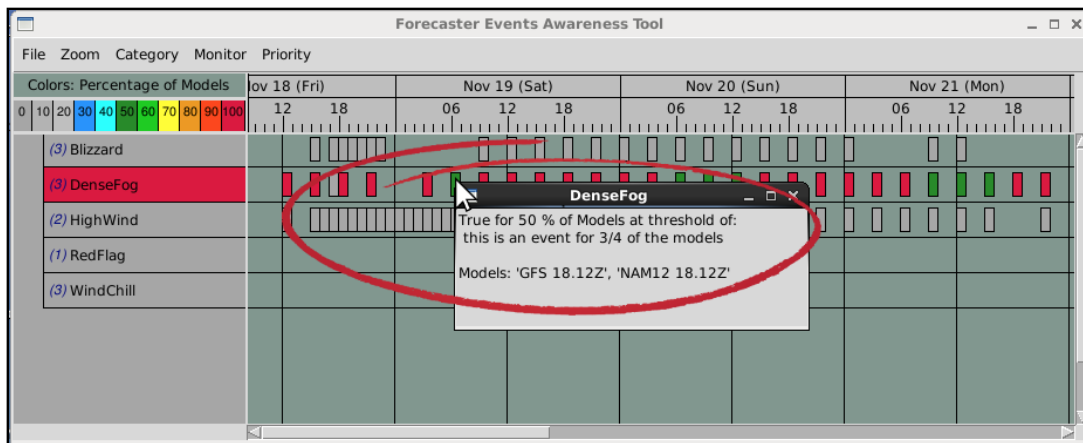 Forecaster Events Awareness Tool
File Zoom Category Monitor Priority
Colors: Percentage of Models
0 10 20 30 40 50 60 70 80 90 100
lov 18 (Fri) Nov 19 (Sat) Nov 20 (Sun) Nov 21 (Mon)
12 18 06 12 18 06 12 18 06 12 18
(3) Blizzard
(3) DenseFog
(2) HighWind
(1) RedFlag
(3) WindChill
DenseFog
True for 50 % of Models at threshold of:
this is an event for 3/4 of the models
Models: 'GFS 18.12Z', 'NAM12 18.12Z'